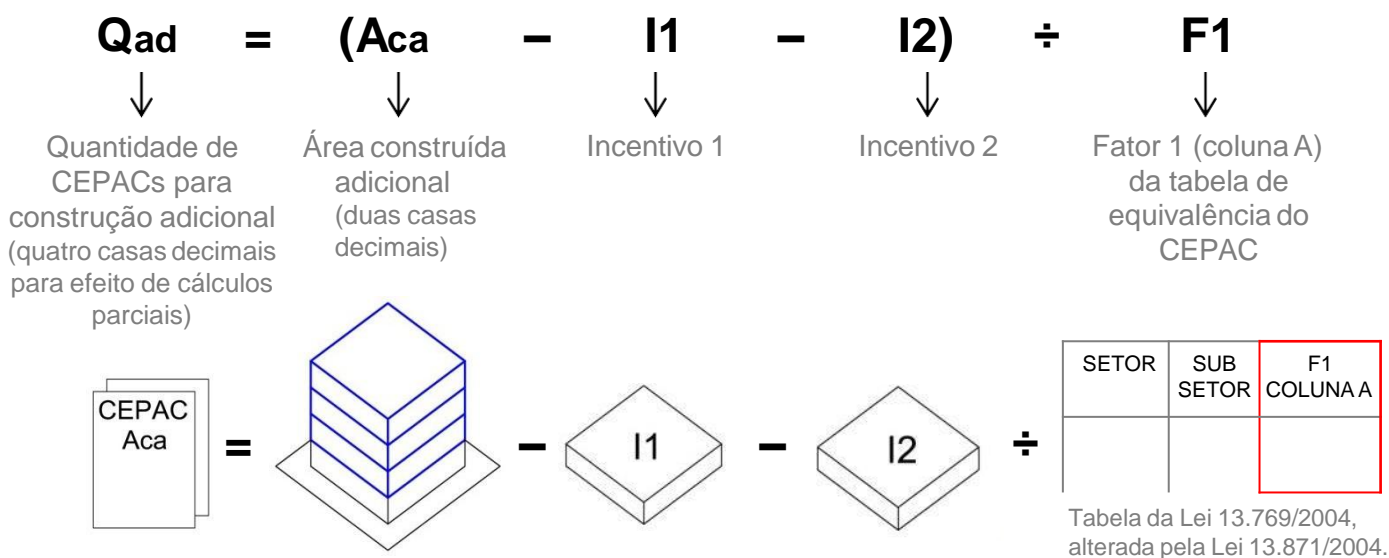 Qad = (Aca – I1 – I2) ÷ F1
Quantidade de
CEPACs para
construção adicional
(quatro casas decimais
para efeito de cálculos
parciais)
Área construída
adicional
(duas casas
decimais)
Incentivo 1
Incentivo 2
Fator 1 (coluna A)
da tabela de
equivalência do
CEPAC
CEPAC
Aca
=
–
I1
–
I2
÷
SETOR
SUB
SETOR
F1
COLUNA A
Tabela da Lei 13.769/2004,
alterada pela Lei 13.871/2004.